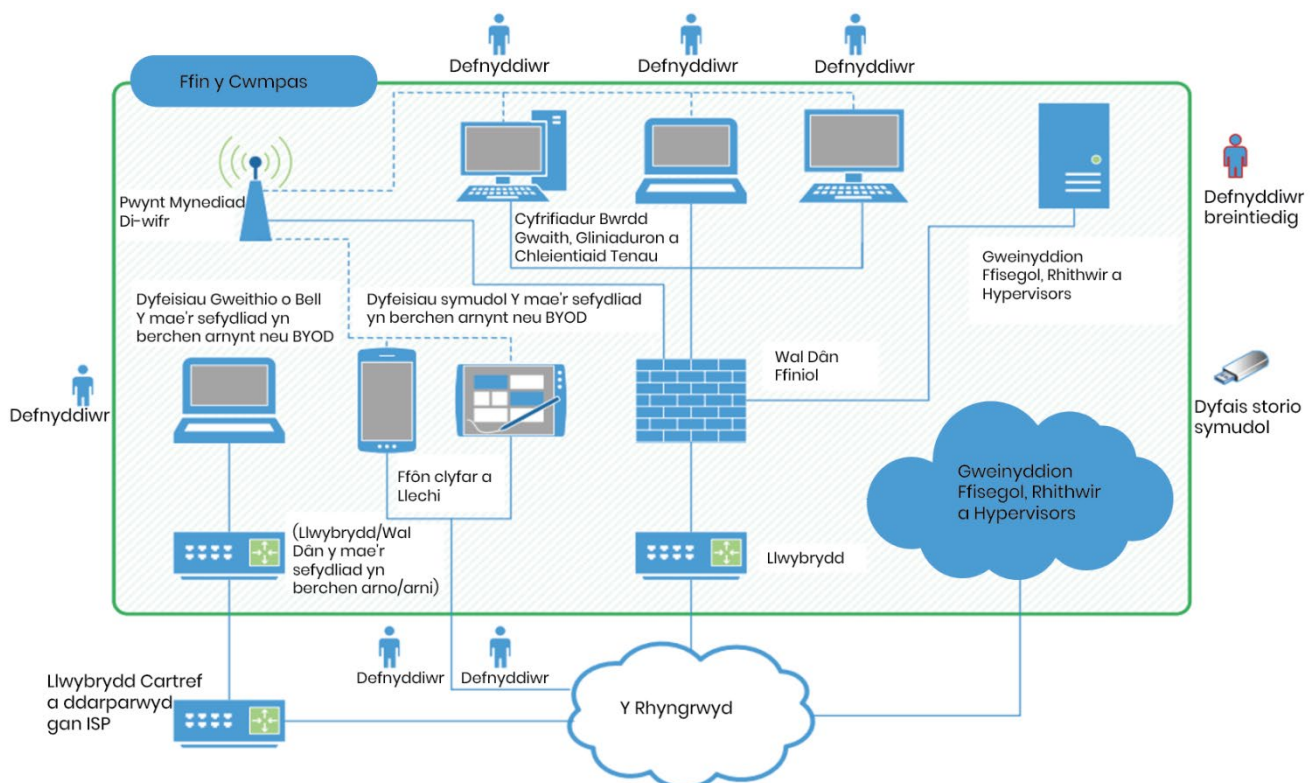 Defnyddiwr
Defnyddiwr
Defnyddiwr
Ffin y Cwmpas
Pwynt Mynediad
Di-wifr
Cyfrifiadur Bwrdd
Gwaith, Gliniaduron a
Chleientiaid Tenau
Defnyddiwr
breintiedig
Gweinyddion
Ffisegol, Rhithwir a
Hypervisors
Dyfeisiau Gweithio o Bell
Y mae'r sefydliad yn
berchen arnynt neu BYOD
Dyfeisiau symudol Y mae'r sefydliad
yn berchen arnynt neu BYOD
Wal Dân
Ffiniol
Defnyddiwr
Dyfais storio
symudol
Ffôn clyfar a
Llechi
Gweinyddion
Ffisegol, Rhithwir
a Hypervisors
(Llwybrydd/Wal
Dân y mae'r
sefydliad yn
berchen arno/arni)
Llwybrydd
Defnyddiwr
Defnyddiwr
Llwybrydd Cartref
a ddarparwyd
gan ISP
Y Rhyngrwyd